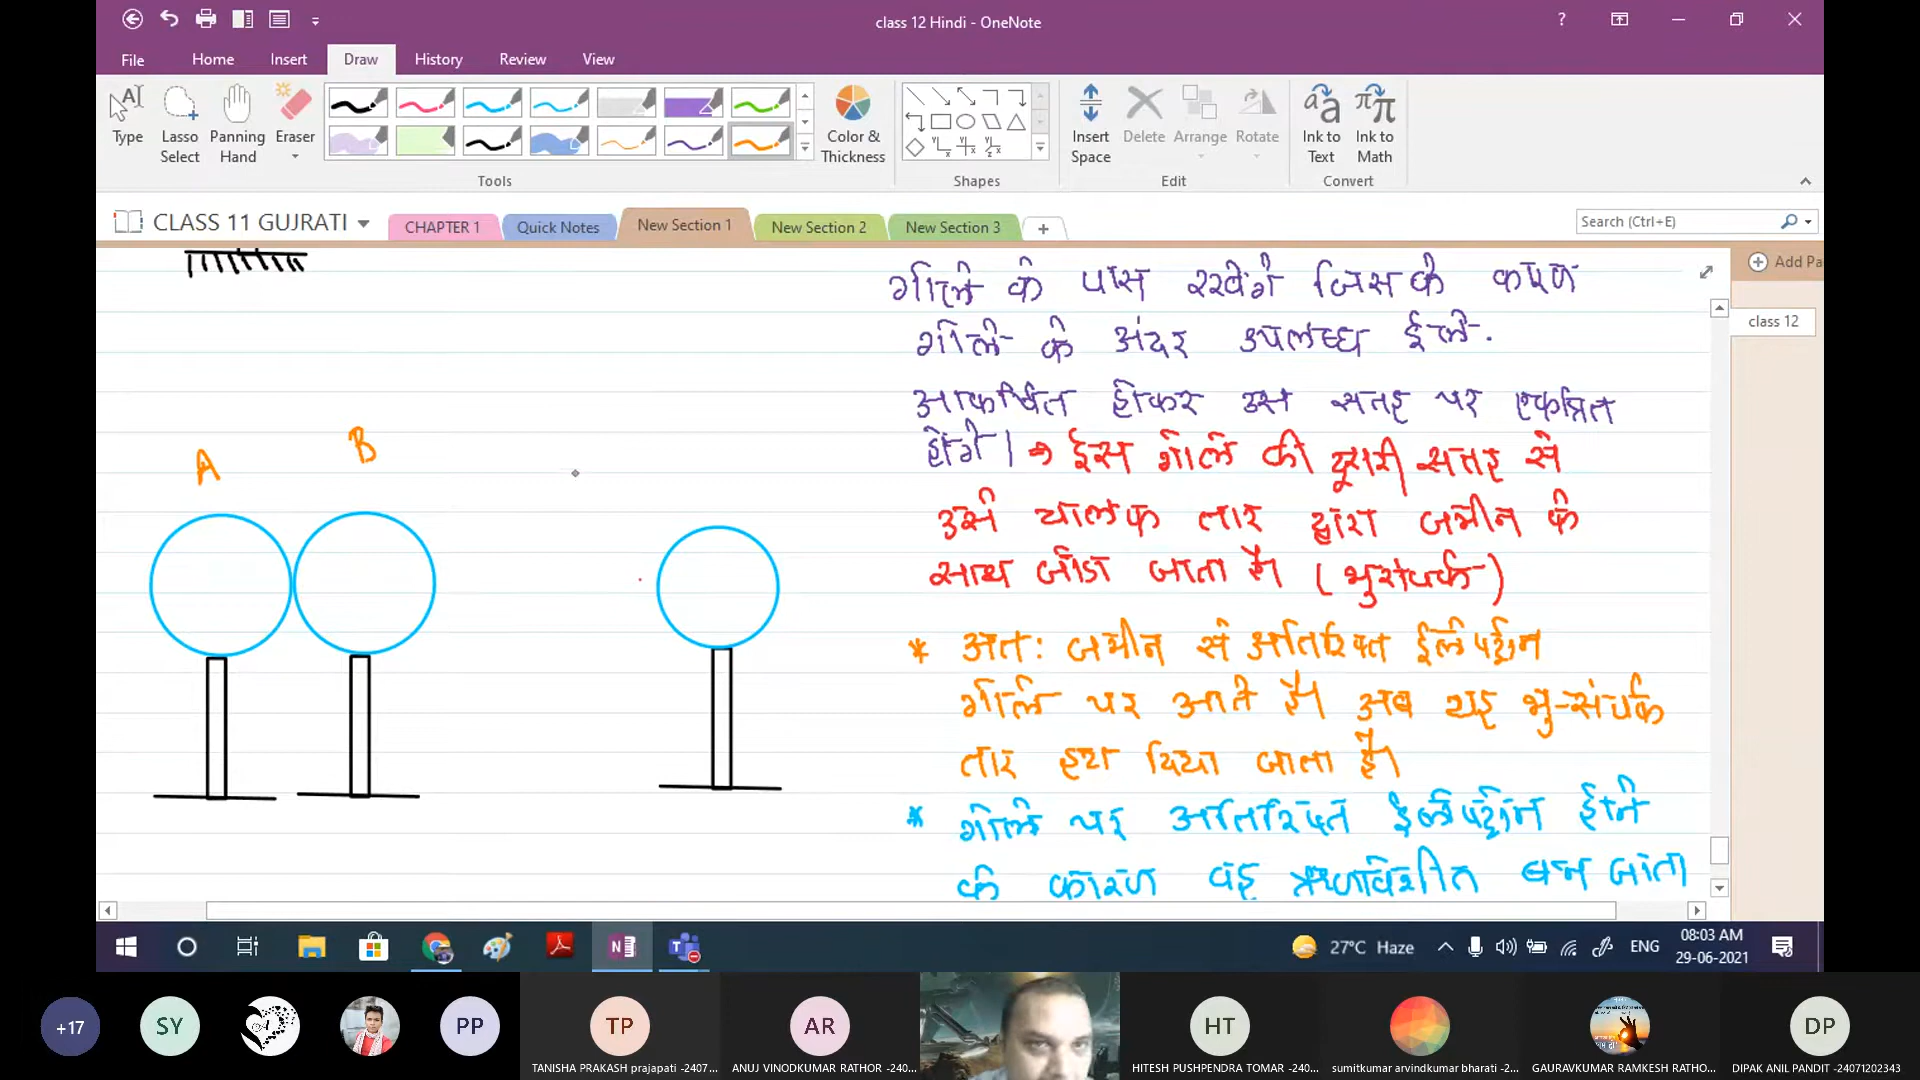 class 12 Hindi - OneNote
File Home Insert Draw History Review View
Type
Lasso Select
Panning Hand
Eraser
Color & Thickness
Insert Space
Delete Arrange Rotate
Ink to Text
Ink to Math
Tools Shapes Edit Convert
CLASS 11 GUJRATI CHAPTER 1 Quick Notes New Section 1 New Section 2 New Section 3 Search (Ctrl+E)
Add Pa
class 12
A B
गोले के पास रखेंगे जिसके कारण
गोले के अंदर उपलब्ध ईले.
आकर्षित होकर उस सतह पर एकत्रित
होंगे। ⇒ ईस गोले की दूसरी सतह से
उसे चालक तार द्वारा जमीन के
साथ जोडा जाता है। (भुसंपर्क)
* अत: जमीन से अतिरिक्त ईलेक्ट्रोन
गोले पर आते है। अब यह भु-संपर्क
तार हटा दिया जाता है।
* गोले पर अतिरिक्त ईलेक्ट्रोन होने
के कारण वह ऋणविभारीत बन जाता
27°C Haze ENG 08:03 AM
29-06-2021
+17 SY PP TP AR HT DP
TANISHA PRAKASH prajapati -2407...
ANUJ VINODKUMAR RATHOR -240...
HITESH PUSHPENDRA TOMAR -240...
sumitkumar arvindkumar bharati -2...
GAURAVKUMAR RAMKESH RATHO...
DIPAK ANIL PANDIT -24071202343